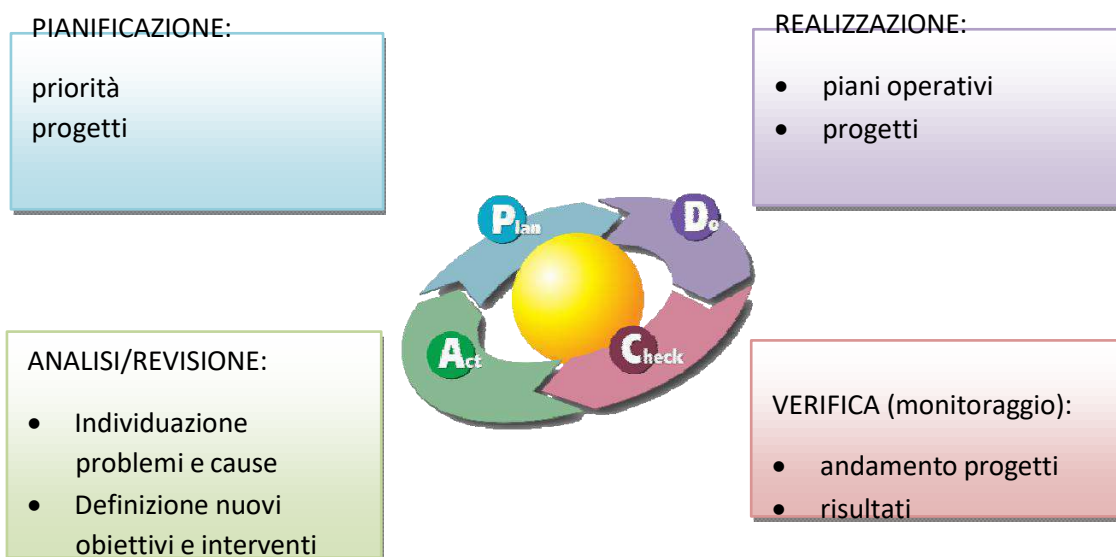 PIANIFICAZIONE:
priorità
progetti
REALIZZAZIONE:
• piani operativi
• progetti
Plan
Do
Act
Check
ANALISI/REVISIONE:
• Individuazione
problemi e cause
• Definizione nuovi
obiettivi e interventi
VERIFICA (monitoraggio):
• andamento progetti
• risultati